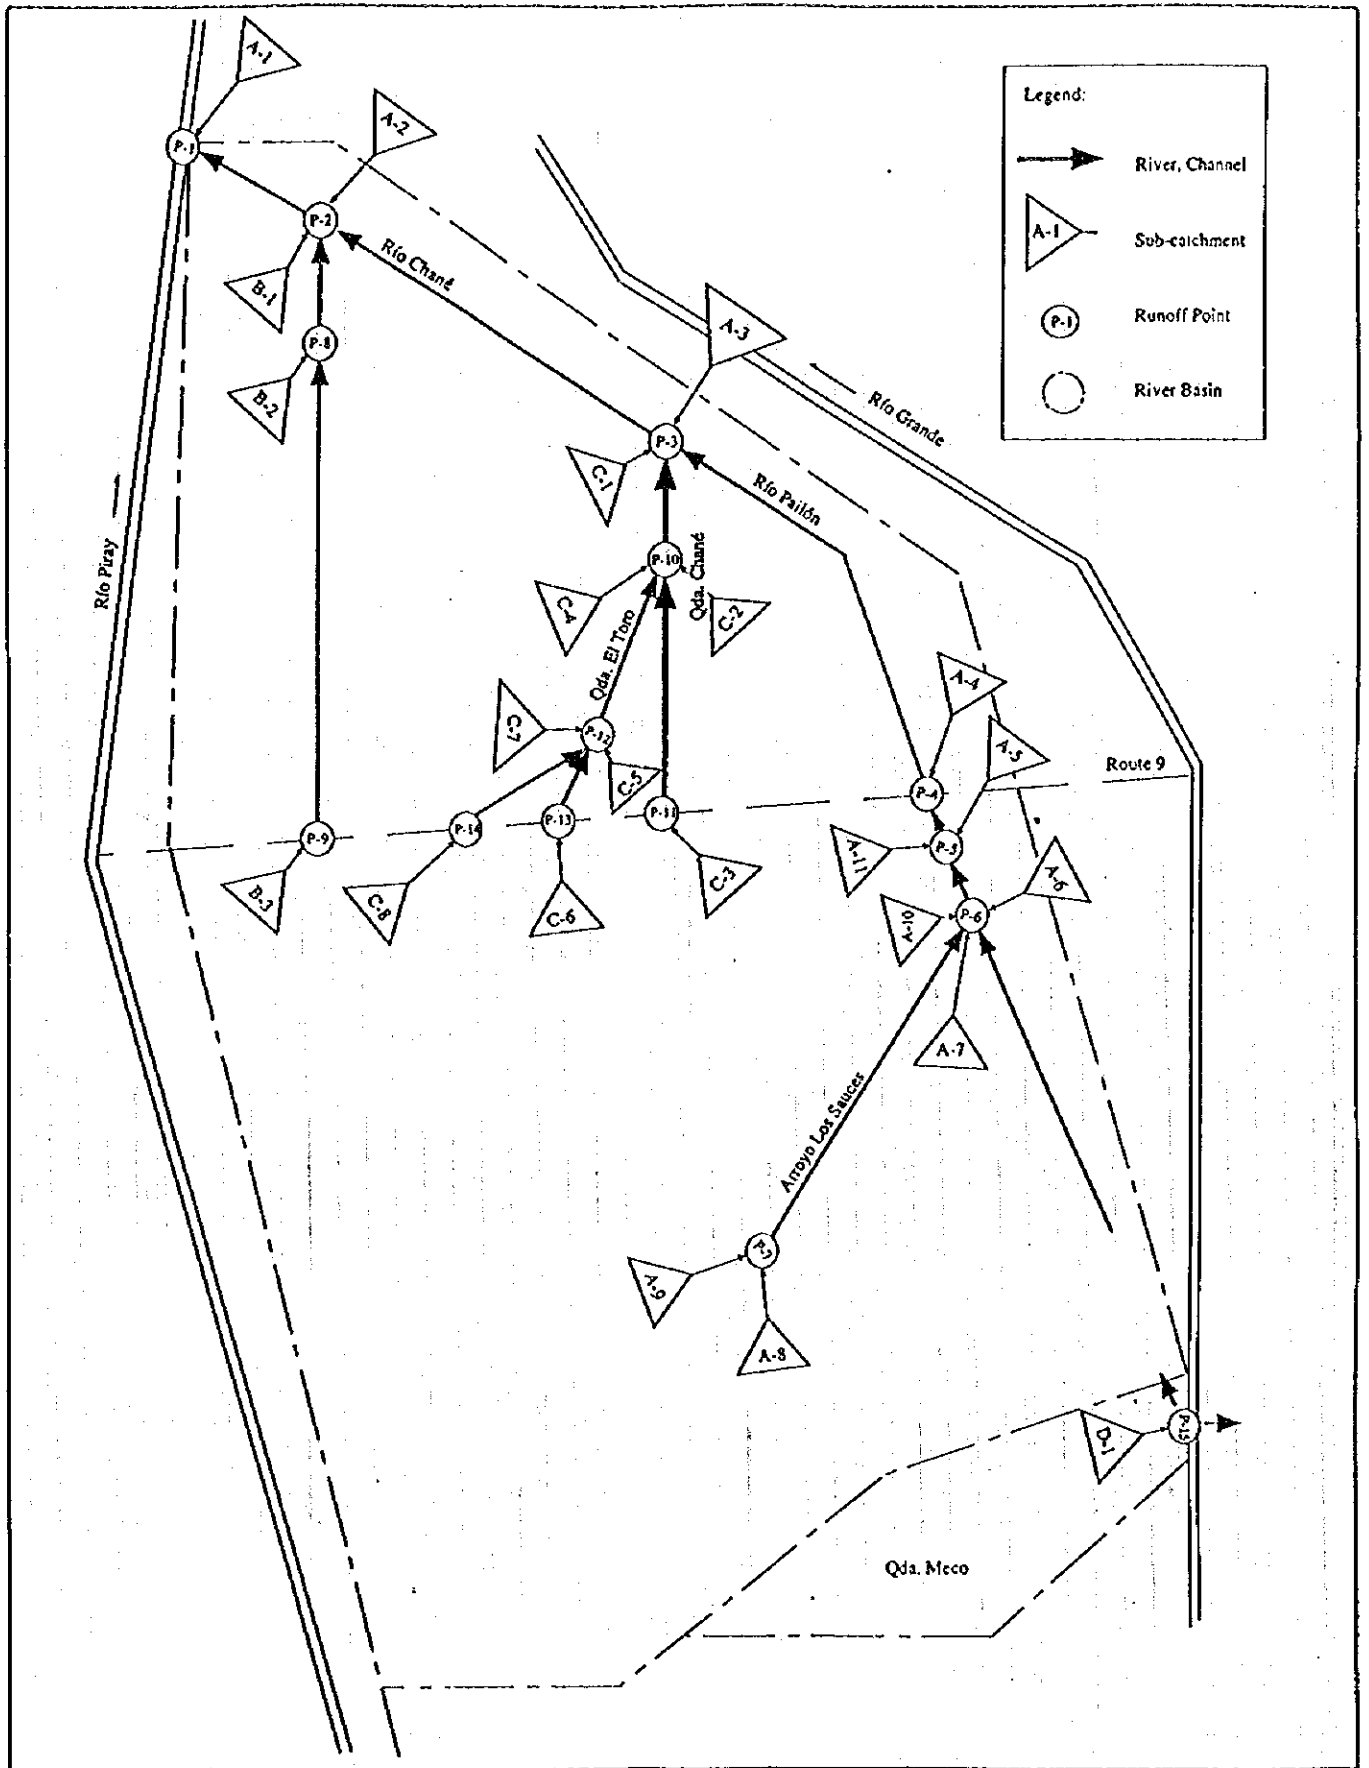 A-1
Legend:
A-2
P-1
River, Channel
P-2
A-1
Sub-catchment
Río Chané
B-1
P-1
Runoff Point
A-3
P-8
B-2
River Basin
Río Grande
P-3
C-1
Río Pailón
Río Piray
P-10
Qda. Chané
C-4
C-2
Qda. El Toro
A-4
C-7
P-12
A-5
C-5
Route 9
P-4
P-9
P-14
P-13
P-11
P-5
A-11
B-3
C-8
C-6
C-3
A-6
A-10
P-6
A-7
Arroyo Los Sauces
P-7
A-9
A-8
D-1
P-15
Qda. Meco